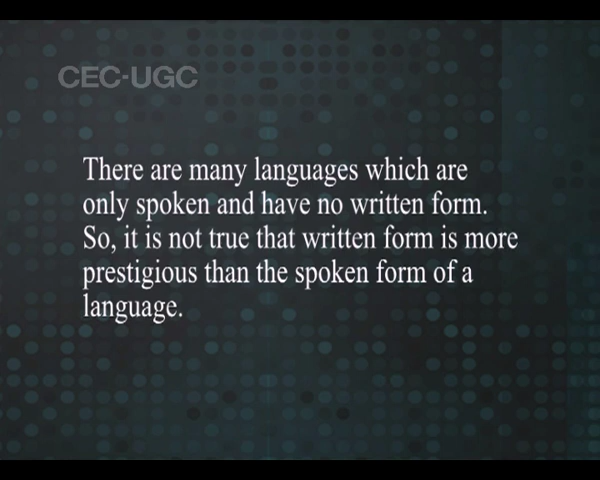 CEC-UGC
There are many languages which are
only spoken and have no written form.
So, it is not true that written form is more
prestigious than the spoken form of a
language.